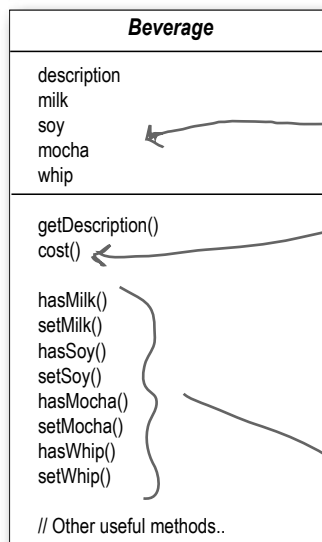 Beverage
description
milk
soy
mocha
whip
getDescription()
cost()
hasMilk()
setMilk()
hasSoy()
setSoy()
hasMocha()
setMocha()
hasWhip()
setWhip()
// Other useful methods..